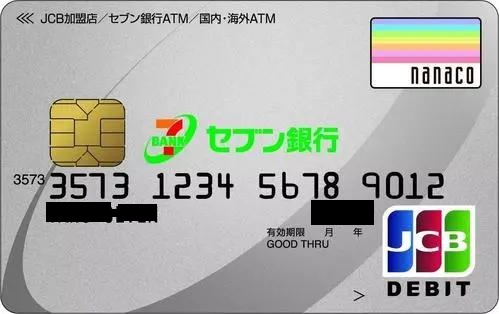 JCB加盟店／セブン銀行ATM／国内・海外ATM
nanaco
7 BANK セブン銀行
3573
3573 1234 5678 9012
有効期限 月 年
GOOD THRU
JCB
DEBIT